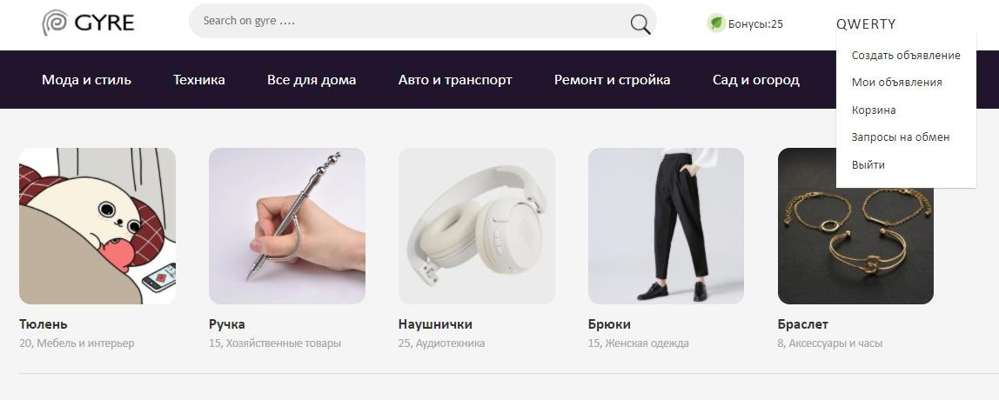 GYRE
Search on gyre ....
Бонусы:25
QWERTY
Создать объявление
Мои объявления
Корзина
Запросы на обмен
Выйти
Мода и стиль
Техника
Все для дома
Авто и транспорт
Ремонт и стройка
Сад и огород
Тюлень
20, Мебель и интерьер
Ручка
15, Хозяйственные товары
Наушнички
25, Аудиотехника
Брюки
15, Женская одежда
Браслет
8, Аксессуары и часы